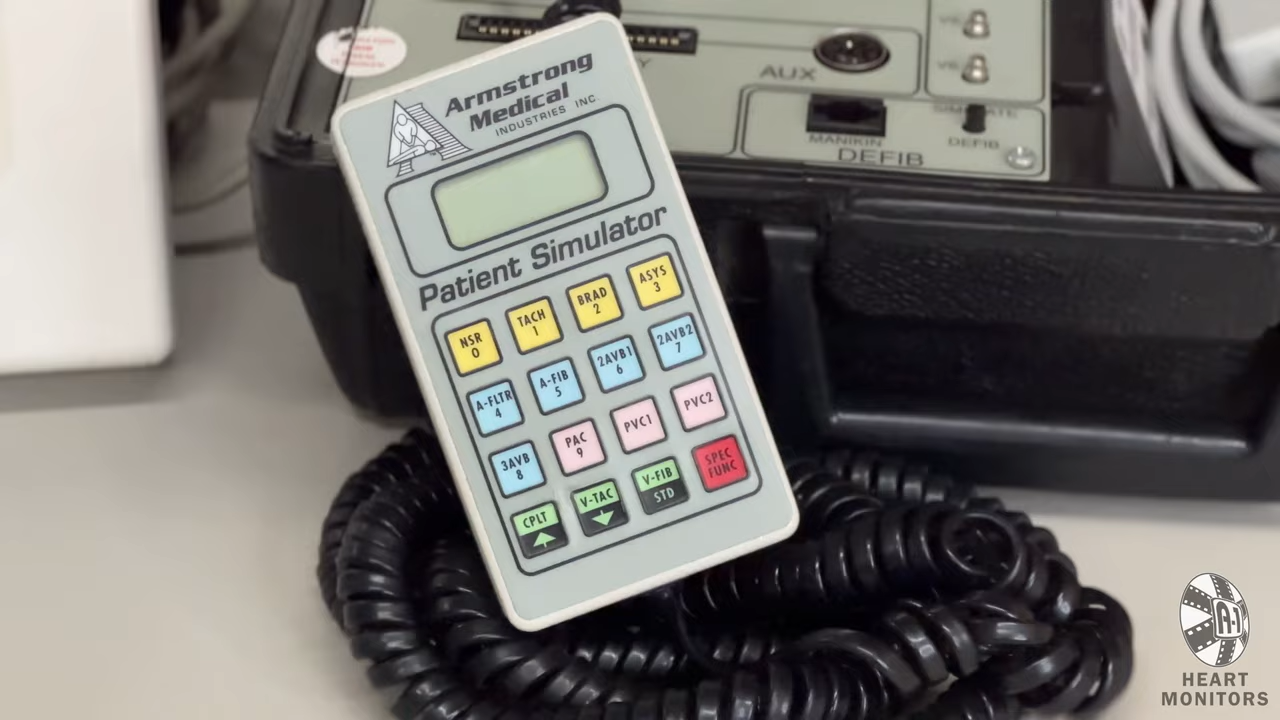 Armstrong
Medical
INDUSTRIES INC.
Patient Simulator
NSR
0
TACH
1
BRAD
2
ASYS
3
A-FLTR
4
A-FIB
5
2AVB1
6
2AVB2
7
3AVB
8
PAC
9
PVC1
PVC2
CPLT
V-TAC
V-FIB
STD
SPEC
FUNC
AUX
MANIKIN
DEFIB
DEFIB
A-1
HEART
MONITORS